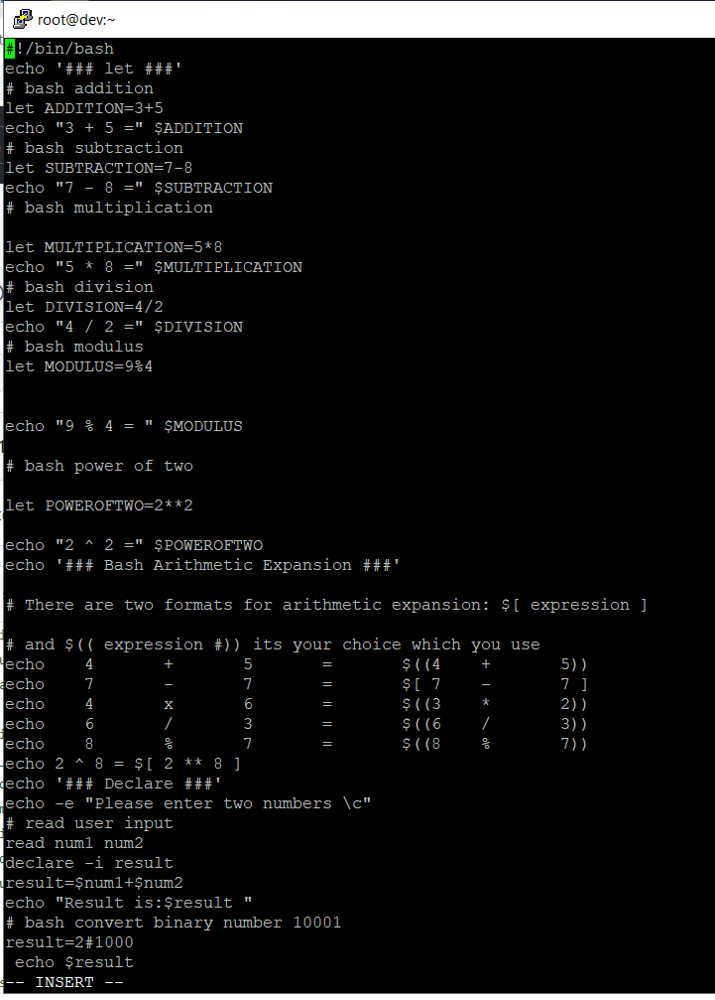 root@dev:~
#!/bin/bash
echo '### let ###'
# bash addition
let ADDITION=3+5
echo "3 + 5 =" $ADDITION
# bash subtraction
let SUBTRACTION=7-8
echo "7 - 8 =" $SUBTRACTION
# bash multiplication
let MULTIPLICATION=5*8
echo "5 * 8 =" $MULTIPLICATION
# bash division
let DIVISION=4/2
echo "4 / 2 =" $DIVISION
# bash modulus
let MODULUS=9%4
echo "9 % 4 = " $MODULUS
# bash power of two
let POWEROFTWO=2**2
echo "2 ^ 2 =" $POWEROFTWO
echo '### Bash Arithmetic Expansion ###'
# There are two formats for arithmetic expansion: $[ expression ]
# and $(( expression #)) its your choice which you use
echo    4       +       5       =       $((4    +       5))
echo    7       -       7       =       $[ 7    -       7 ]
echo    4       x       6       =       $((3    *       2))
echo    6       /       3       =       $((6    /       3))
echo    8       %       7       =       $((8    %       7))
echo 2 ^ 8 = $[ 2 ** 8 ]
echo '### Declare ###'
echo -e "Please enter two numbers \c"
# read user input
read num1 num2
declare -i result
result=$num1+$num2
echo "Result is:$result "
# bash convert binary number 10001
result=2#1000
 echo $result
-- INSERT --